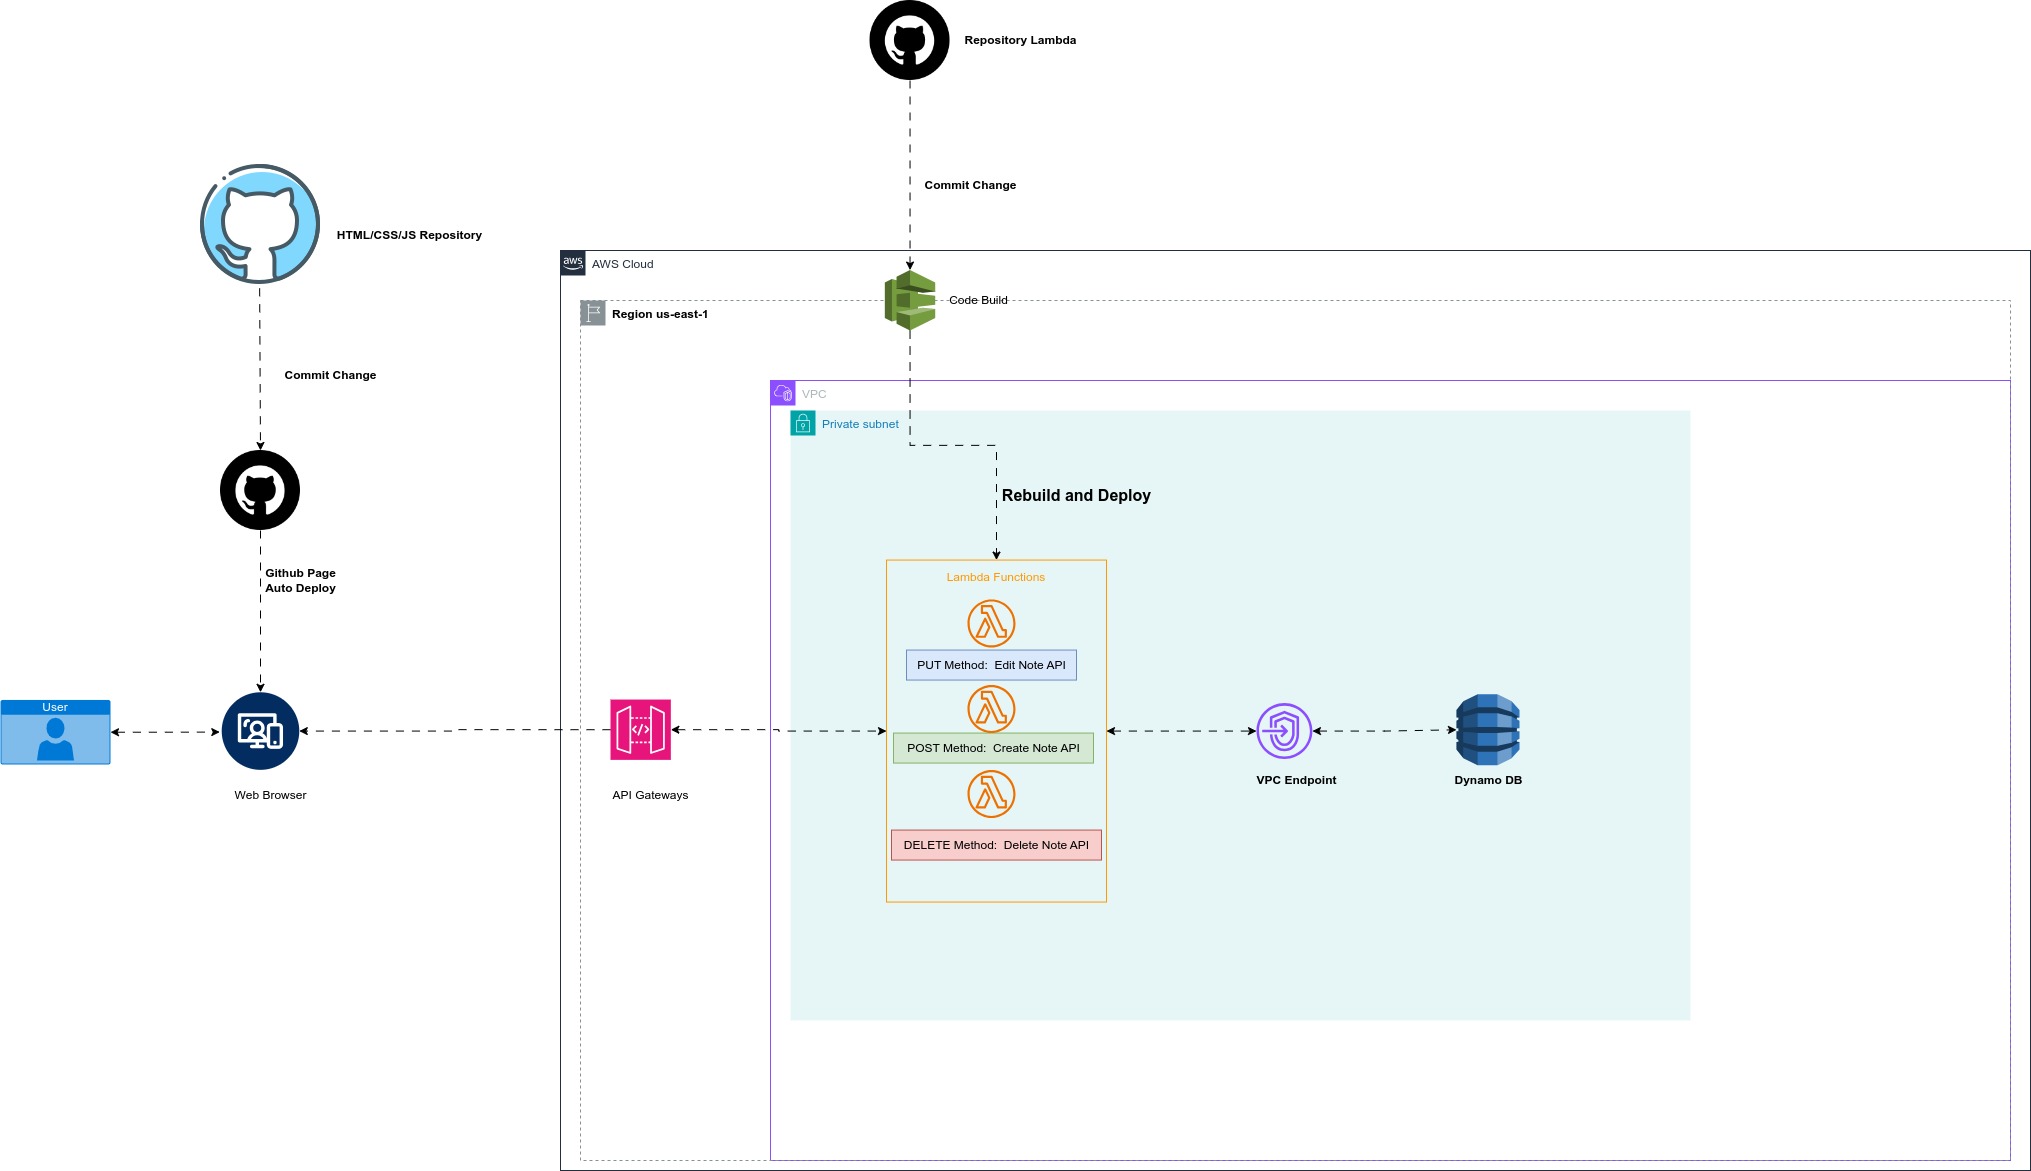 Repository Lambda
Commit Change
HTML/CSS/JS Repository
aws
AWS Cloud
Code Build
Region us-east-1
Commit Change
VPC
Private subnet
Rebuild and Deploy
Github Page
Auto Deploy
Lambda Functions
PUT Method:  Edit Note API
User
</>
POST Method:  Create Note API
VPC Endpoint
Dynamo DB
Web Browser
API Gateways
DELETE Method:  Delete Note API